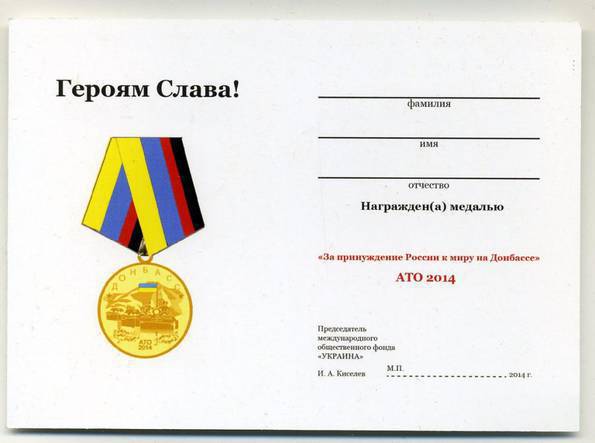 Героям Слава!
ДОНБАСС
АТО
2014
фамилия
имя
отчество
Награжден(а) медалью
«За принуждение России к миру на Донбассе»
АТО 2014
Председатель
международного
общественного фонда
«УКРАИНА»
И. А. Киселев М.П. 2014 г.